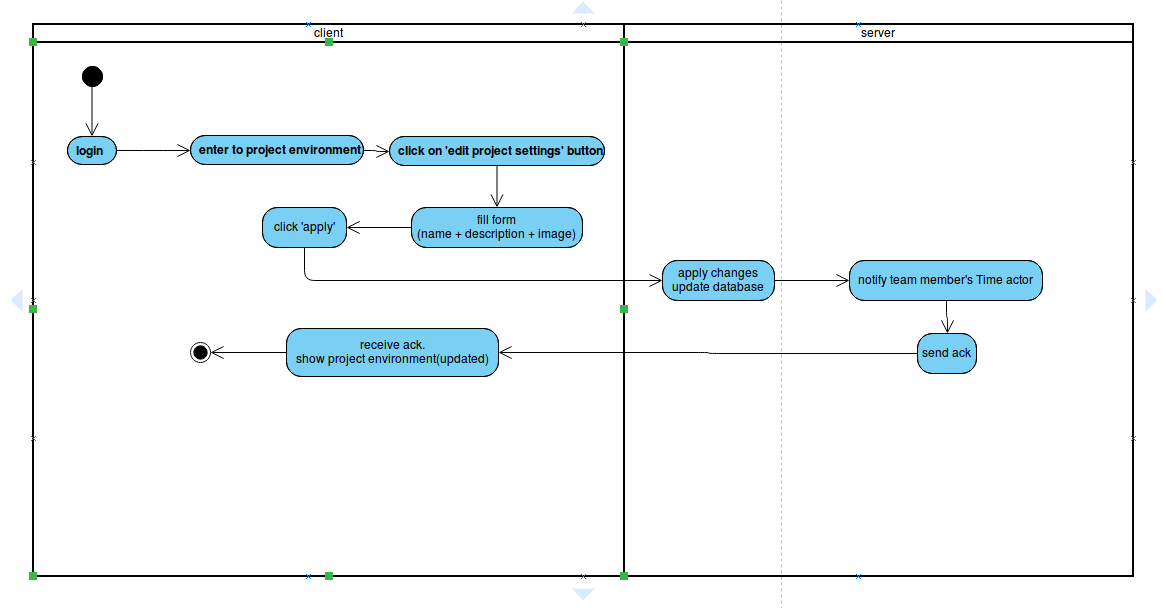 client
server
login
enter to project environment
click on 'edit project settings' button
click 'apply'
fill form
(name + description + image)
apply changes
update database
notify team member's Time actor
receive ack.
show project environment(updated)
send ack